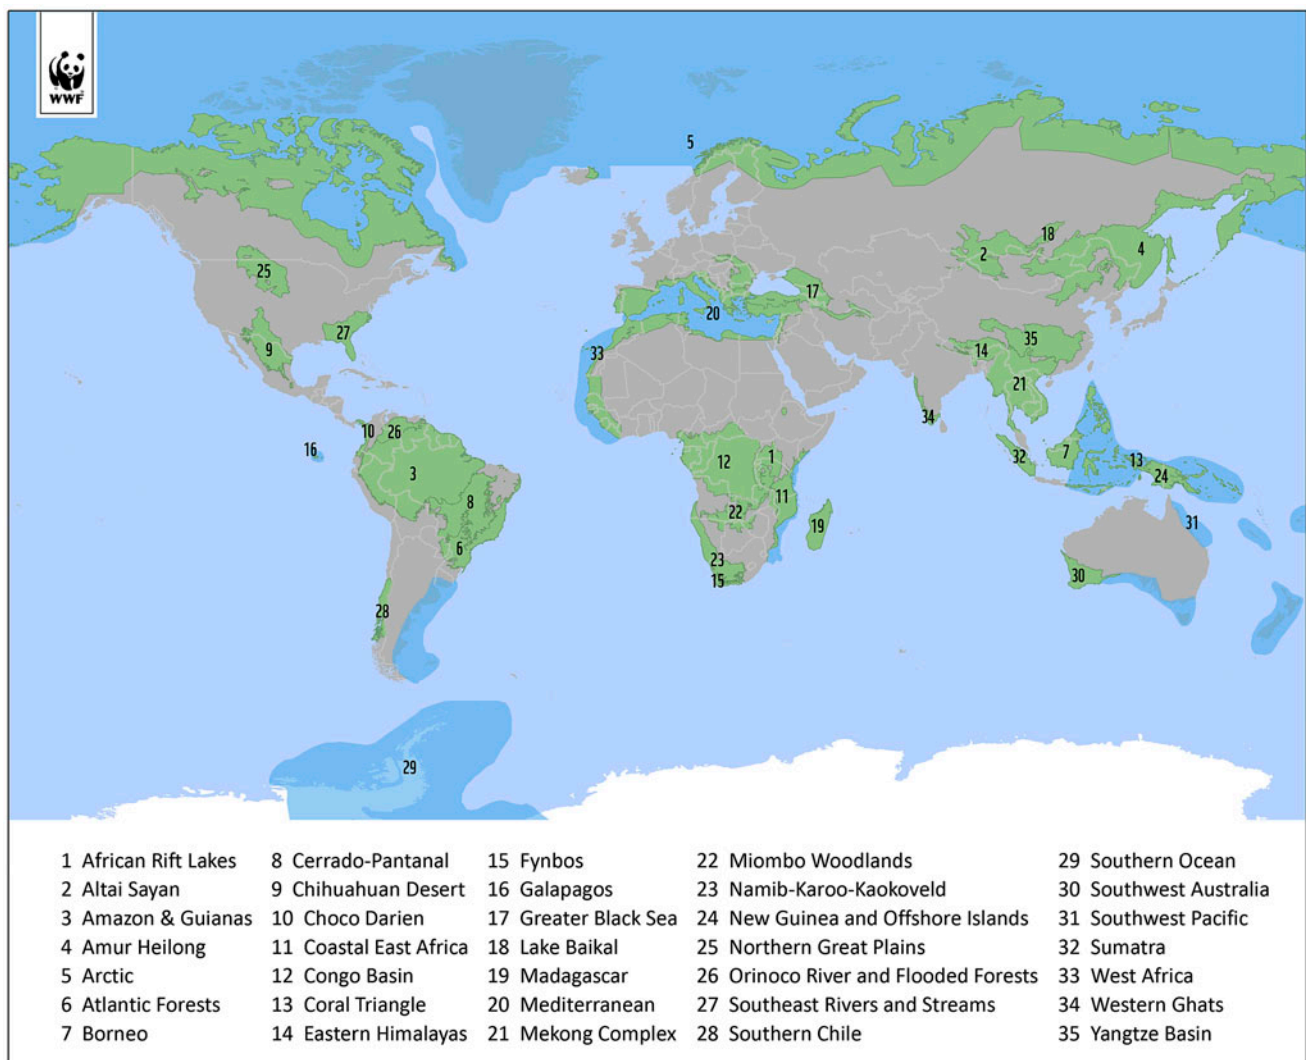 WWF
5
18
4
2
25
17
20
27
35
33
9
14
21
34
10
26
16
12
1
7
13
32
3
24
8
11
22
31
19
6
23
30
15
28
29
1 African Rift Lakes
2 Altai Sayan
3 Amazon & Guianas
4 Amur Heilong
5 Arctic
6 Atlantic Forests
7 Borneo
8 Cerrado-Pantanal
9 Chihuahuan Desert
10 Choco Darien
11 Coastal East Africa
12 Congo Basin
13 Coral Triangle
14 Eastern Himalayas
15 Fynbos
16 Galapagos
17 Greater Black Sea
18 Lake Baikal
19 Madagascar
20 Mediterranean
21 Mekong Complex
22 Miombo Woodlands
23 Namib-Karoo-Kaokoveld
24 New Guinea and Offshore Islands
25 Northern Great Plains
26 Orinoco River and Flooded Forests
27 Southeast Rivers and Streams
28 Southern Chile
29 Southern Ocean
30 Southwest Australia
31 Southwest Pacific
32 Sumatra
33 West Africa
34 Western Ghats
35 Yangtze Basin